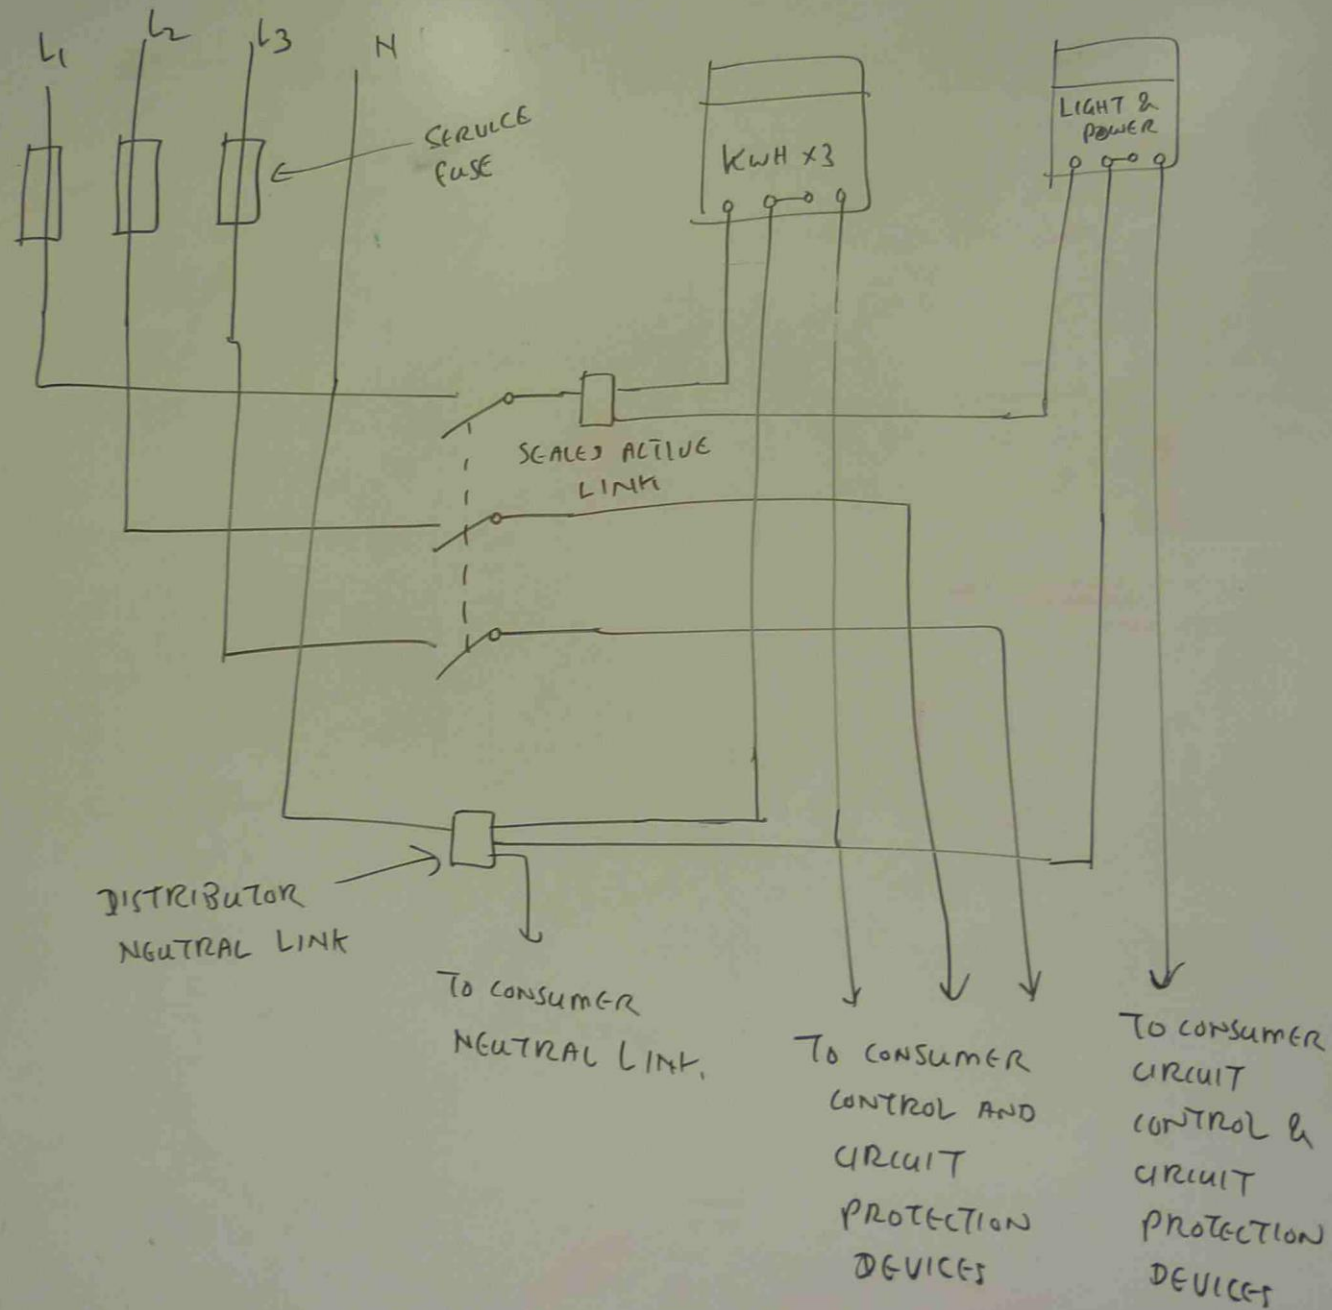 L1
L2
L3
N
SERVICE
FUSE
KWH x3
LIGHT &
POWER
SEALED ACTIVE
LINK
DISTRIBUTOR
NEUTRAL LINK
TO CONSUMER
NEUTRAL LINK.
TO CONSUMER
CONTROL AND
CIRCUIT
PROTECTION
DEVICES
TO CONSUMER
CIRCUIT
CONTROL &
CIRCUIT
PROTECTION
DEVICES